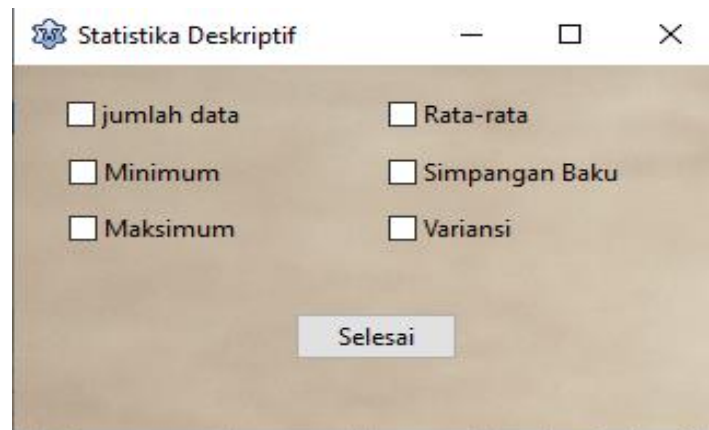 Statistika Deskriptif
jumlah data
Rata-rata
Minimum
Simpangan Baku
Maksimum
Variansi
Selesai